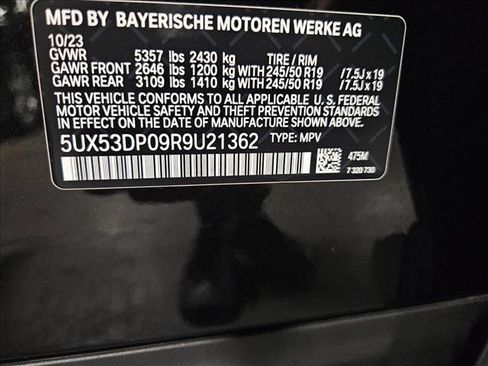 MFD BY BAYERISCHE MOTOREN WERKE AG
10/23
GVWR 5357 lbs 2430 kg TIRE / RIM
GAWR FRONT 2646 lbs 1200 kg WITH 245/50 R19 /7.5J x 19
GAWR REAR 3109 lbs 1410 kg WITH 245/50 R19 /7.5J x 19
THIS VEHICLE CONFORMS TO ALL APPLICABLE U. S. FEDERAL
MOTOR VEHICLE SAFETY AND THEFT PREVENTION STANDARDS
IN EFFECT ON THE DATE OF MANUFACTURE SHOWN ABOVE.
5UX53DP09R9U21362 TYPE: MPV
475M
7 320 730